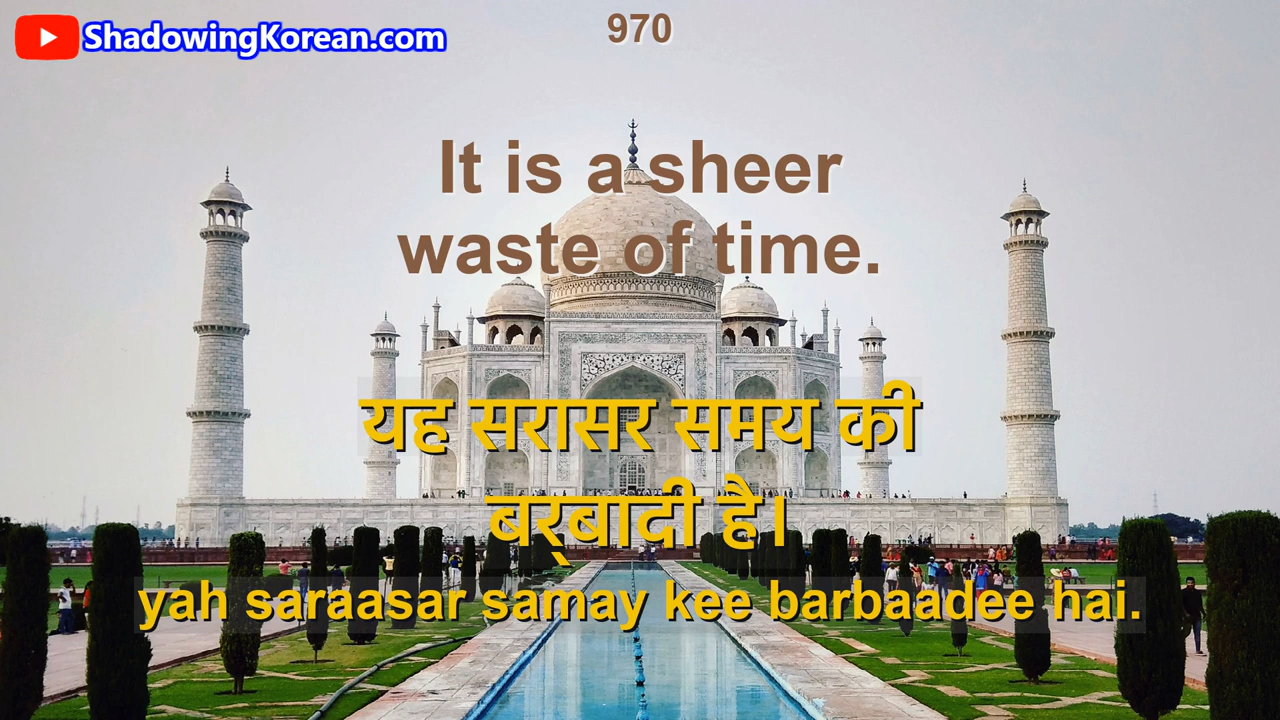 ShadowingKorean.com
970
It is a sheer
waste of time.
यह सरासर समय की
बर्‌बादी है।
yah saraasar samay kee barbaadee hai.